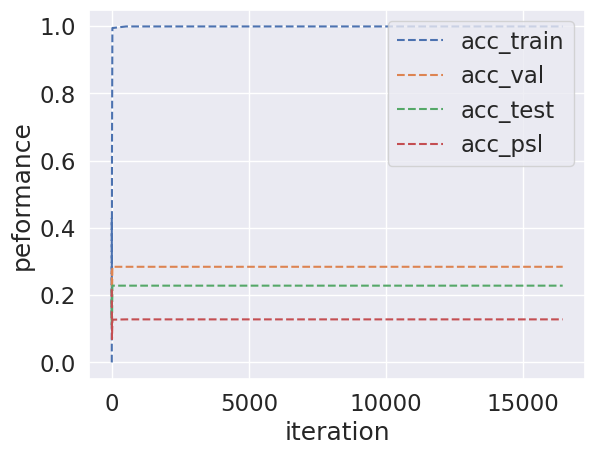 1.0
0.8
0.6
0.4
0.2
0.0
peformance
acc_train
acc_val
acc_test
acc_psl
0 5000 10000 15000
iteration